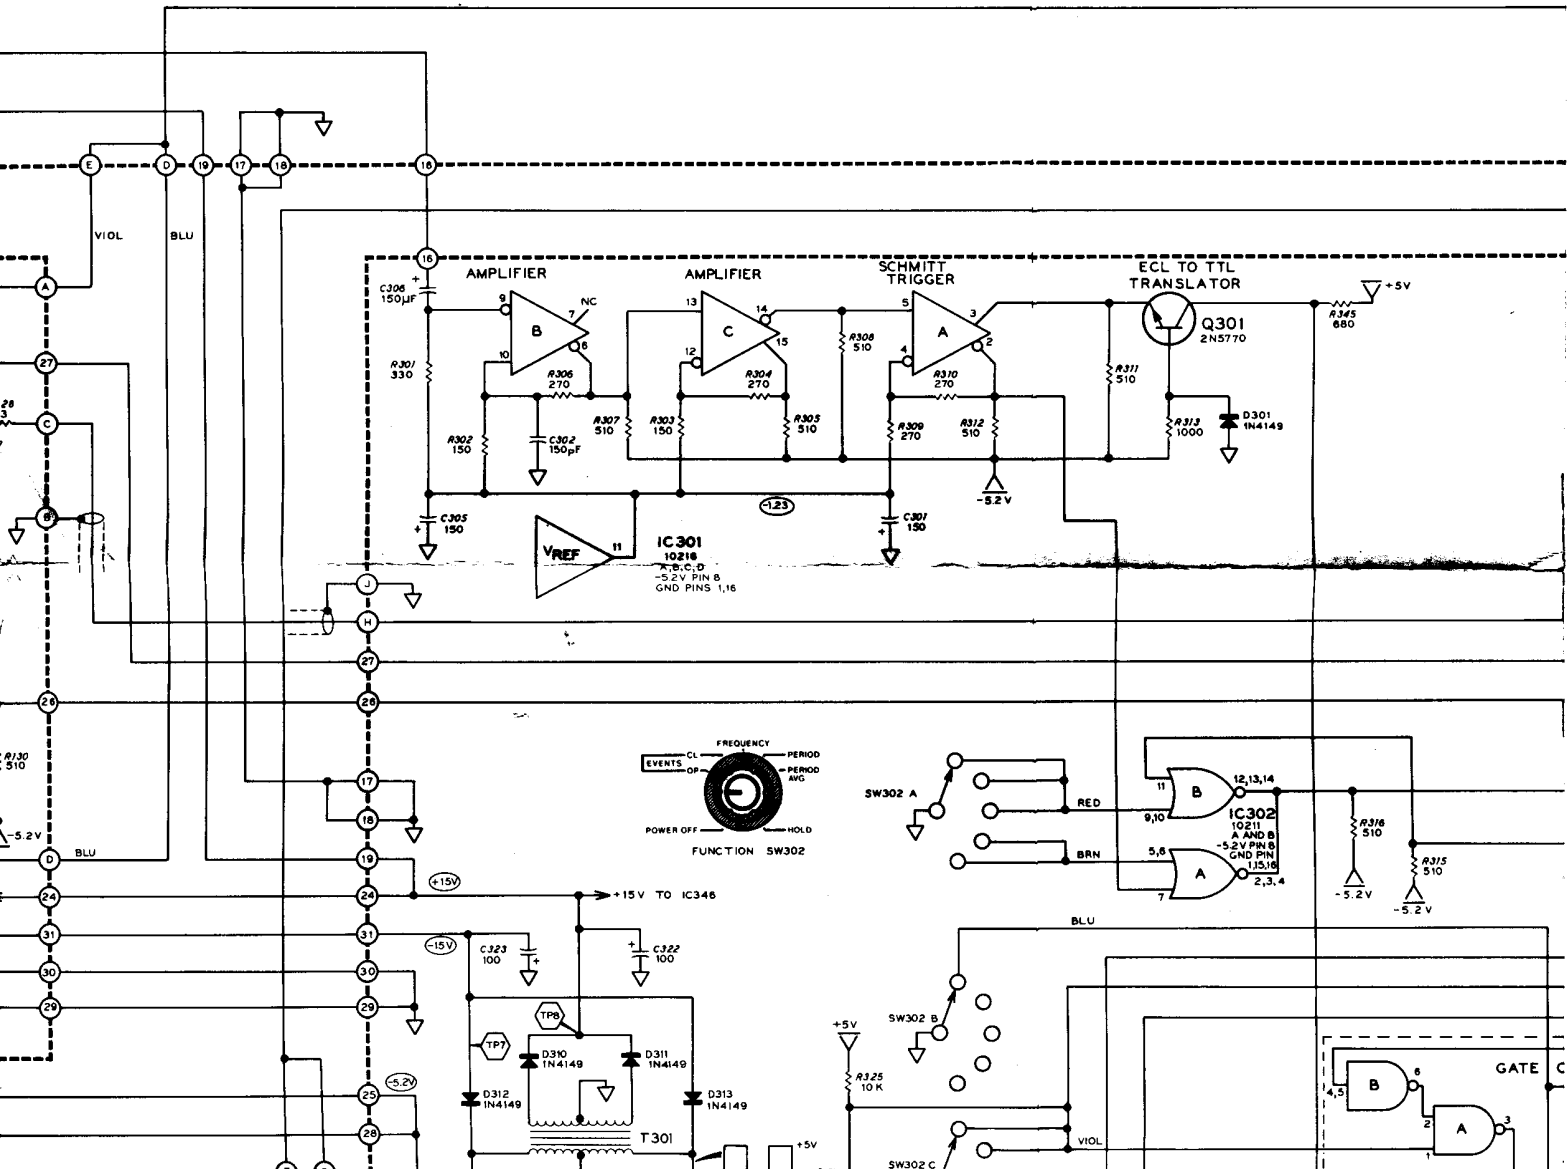 E
D
19
17
18
16
VIOL
BLU
A
16
C306
150µF
AMPLIFIER
AMPLIFIER
SCHMITT
TRIGGER
ECL TO TTL
TRANSLATOR
+5V
9
7
NC
B
10
6
13
14
C
12
15
5
3
A
4
2
Q301
2N5770
R345
680
27
R301
330
R306
270
R304
270
R308
510
R310
270
R311
510
C
R302
150
C302
150pF
R307
510
R303
150
R305
510
R309
270
R312
510
R313
1000
D301
1N4149
-5.2V
-1.23
B
C305
150
VREF
11
IC301
10216
A,B,C,D
-5.2V PIN 8
GND PINS 1,16
C301
150
J
H
27
26
26
R130
510
-5.2V
17
18
D
BLU
19
24
24
+15V
+15V TO IC346
31
31
-15V
30
30
29
29
C323
100
C322
100
FREQUENCY
CL
EVENTS
OP
PERIOD
PERIOD
AVG
POWER OFF
HOLD
FUNCTION SW302
SW302 A
RED
BRN
11
B
12,13,14
9,10
IC302
10211
A AND B
-5.2V PIN 8
GND PIN
1,15,16
5,6
A
7
2,3,4
R316
510
-5.2V
R315
510
-5.2V
BLU
SW302 B
TP8
TP7
D310
1N4149
D311
1N4149
D312
1N4149
D313
1N4149
T301
+5V
+5V
R325
10K
-5.2V
25
28
VIOL
SW302 C
GATE C
B
6
4,5
2
A
3
1